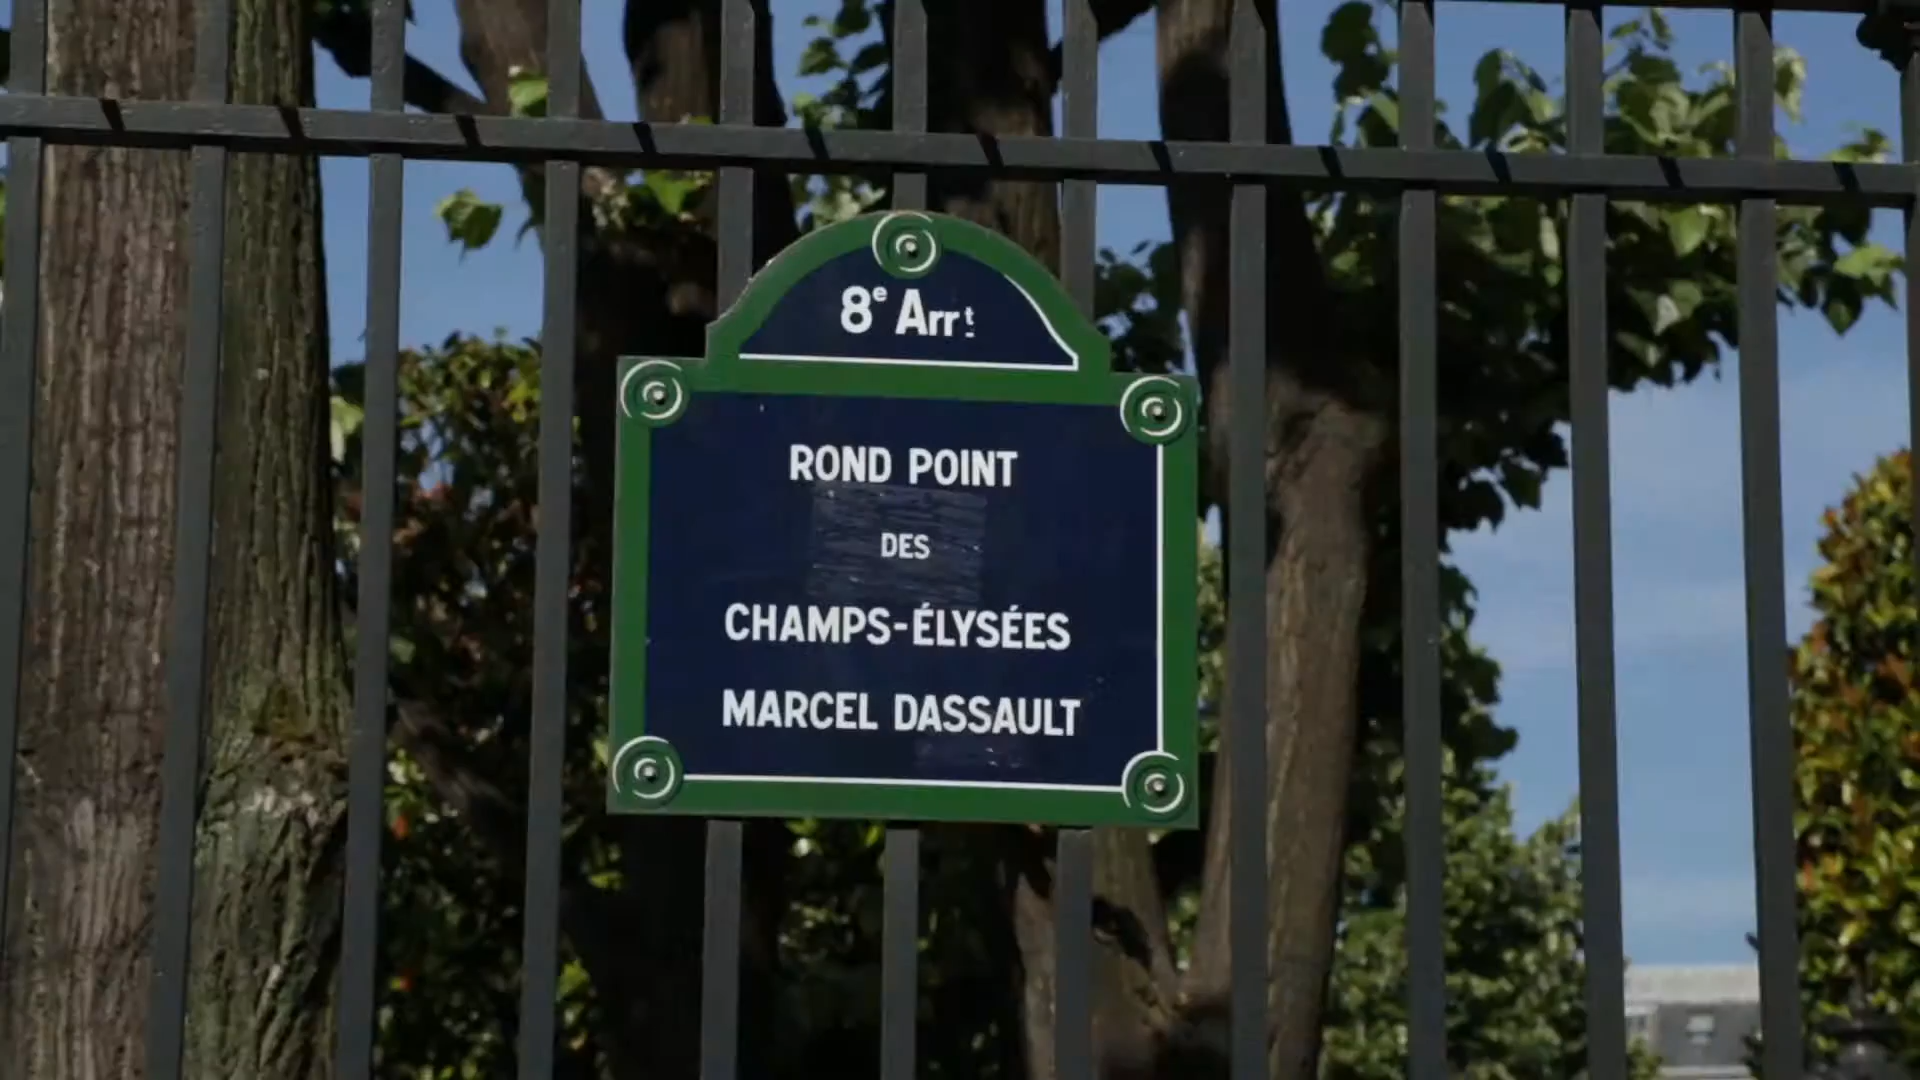 8e Arrt
ROND POINT
DES
CHAMPS-ÉLYSÉES
MARCEL DASSAULT